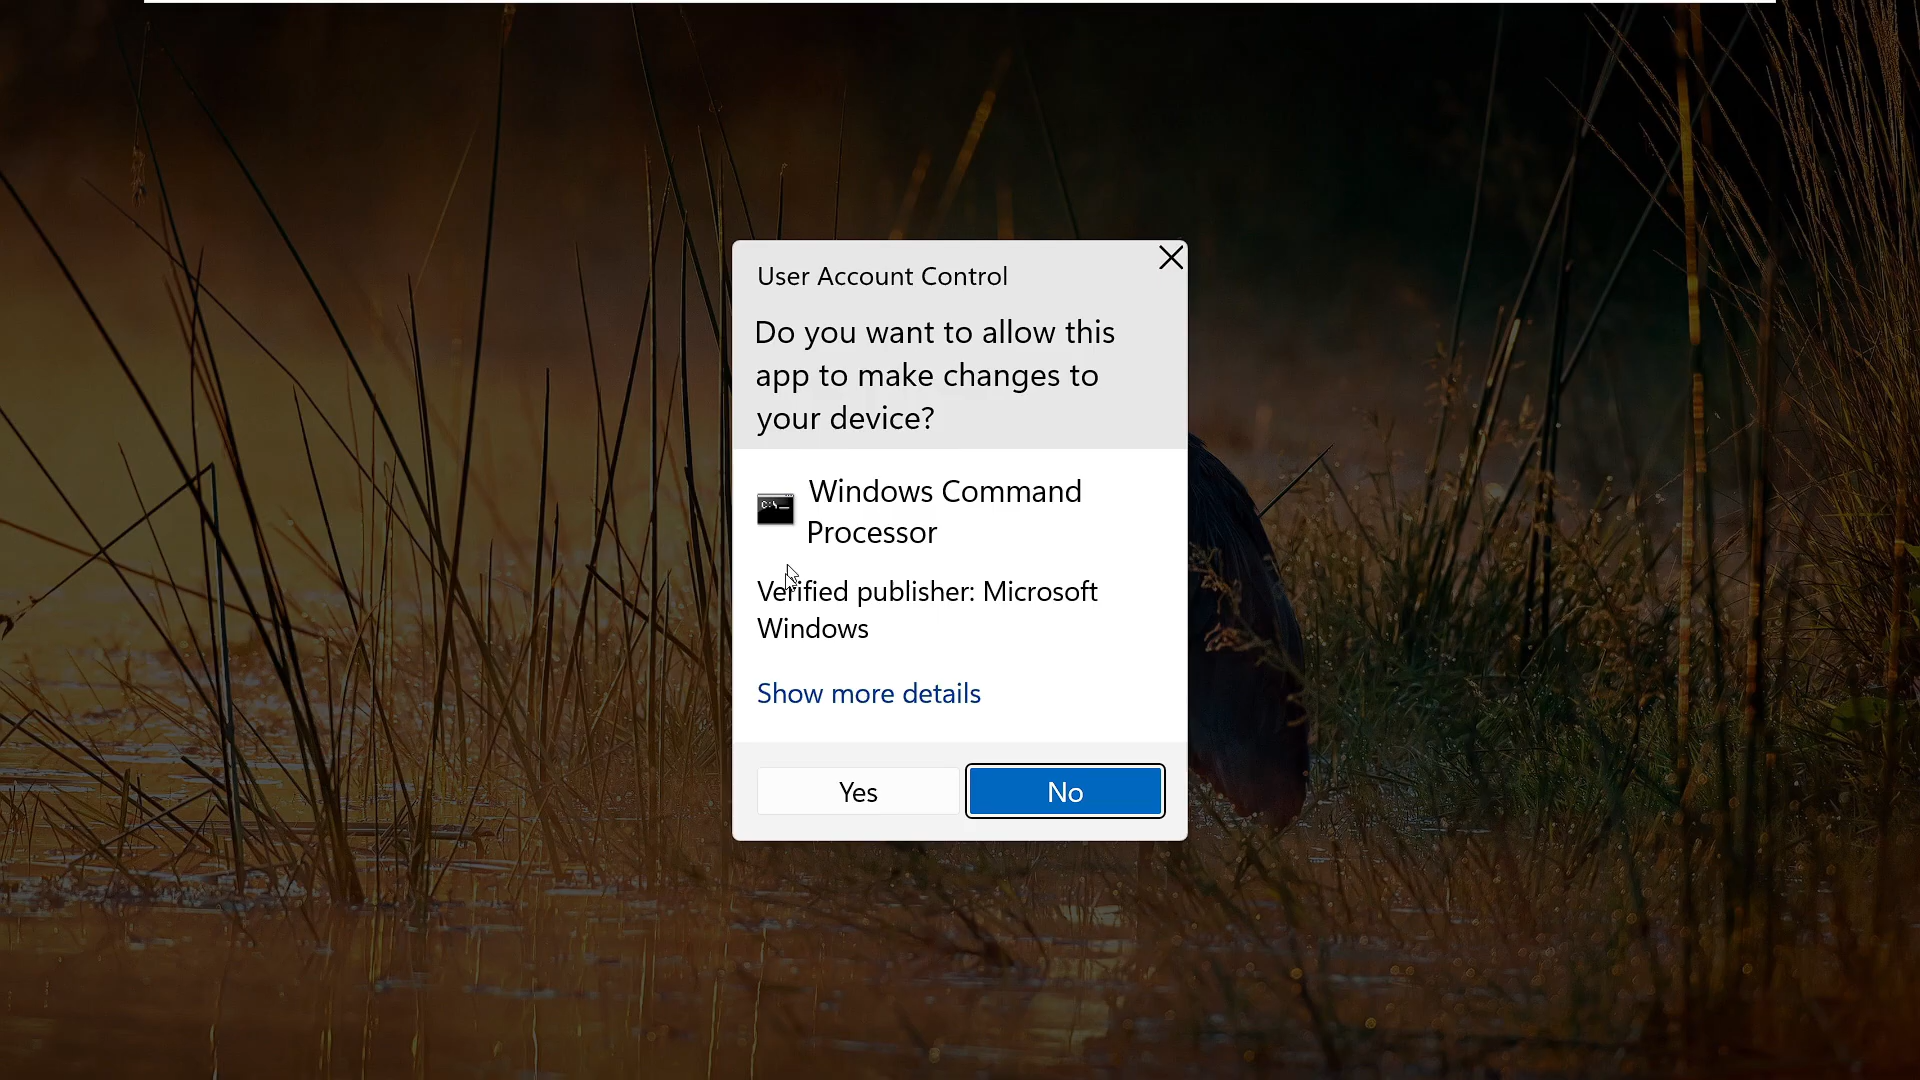 User Account Control
Do you want to allow this
app to make changes to
your device?
C:\_
Windows Command
Processor
Verified publisher: Microsoft
Windows
Show more details
Yes
No